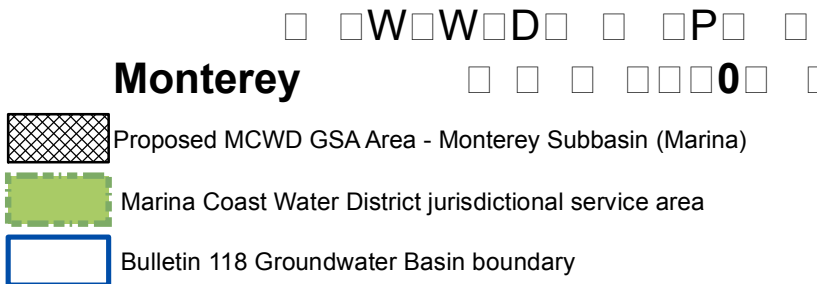 Monterey
Proposed MCWD GSA Area - Monterey Subbasin (Marina)
Marina Coast Water District jurisdictional service area
Bulletin 118 Groundwater Basin boundary